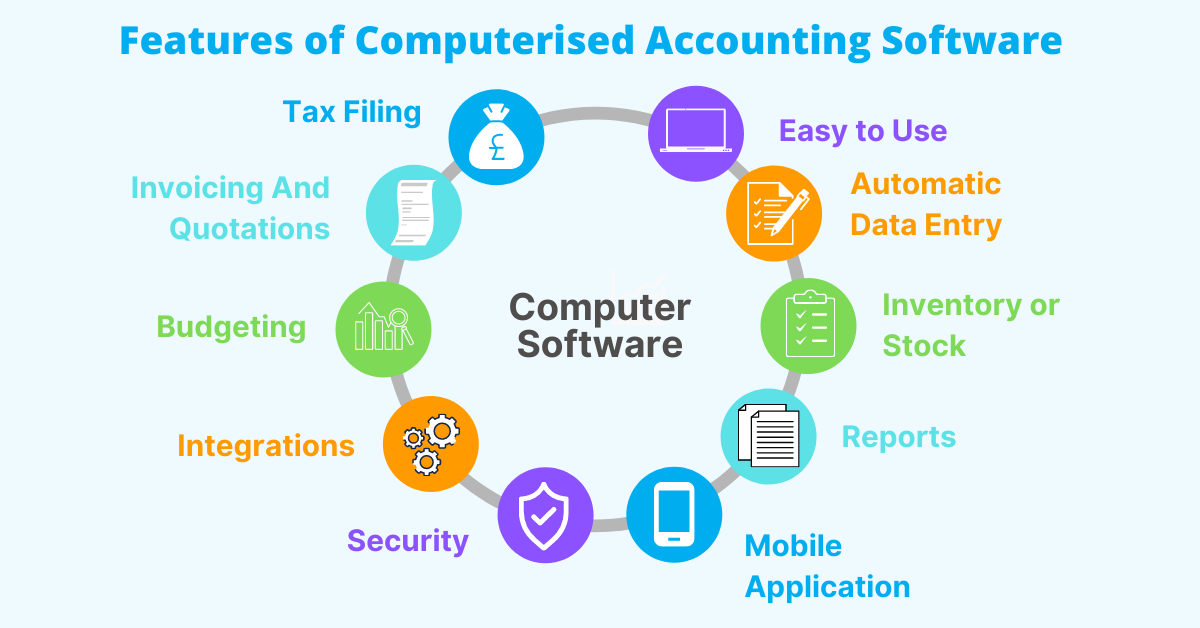 Features of Computerised Accounting Software
Tax Filing
Easy to Use
Invoicing And
Quotations
Automatic
Data Entry
£
Budgeting
Computer
Software
Inventory or
Stock
Integrations
Reports
Security
Mobile
Application